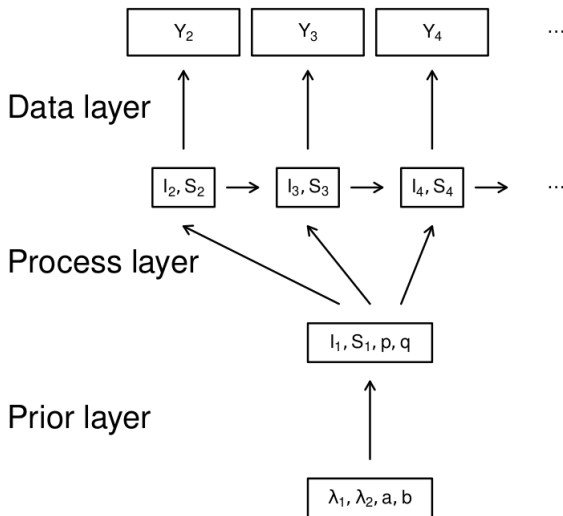 Y₂ Y₃ Y₄ ...
Data layer
I₂, S₂ I₃, S₃ I₄, S₄ ...
Process layer
I₁, S₁, p, q
Prior layer
λ₁, λ₂, a, b